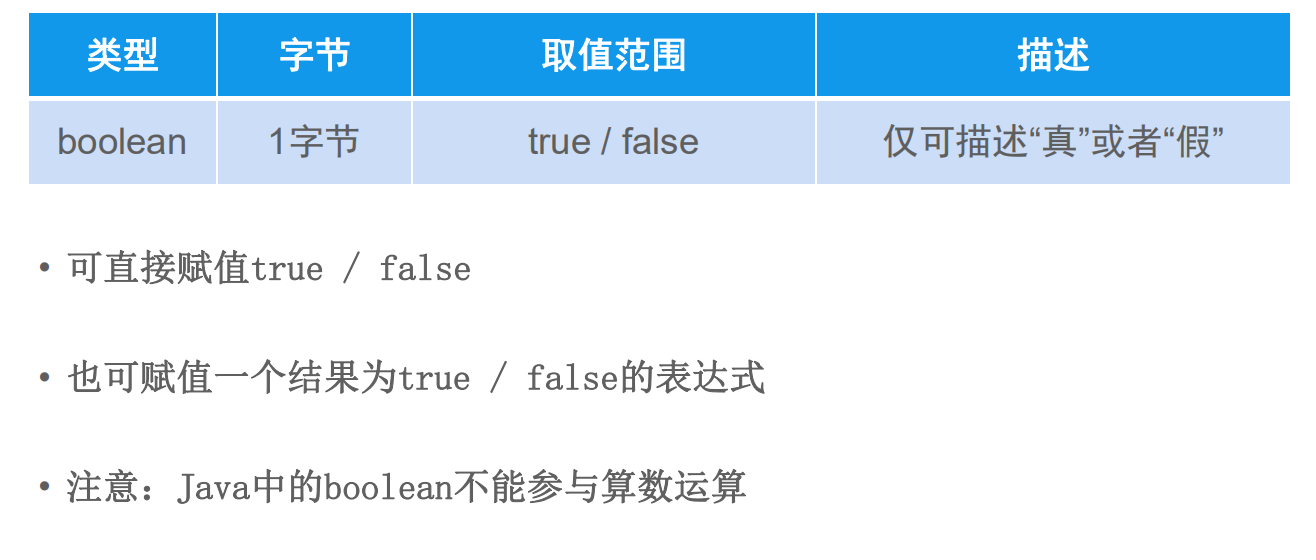 类型 字节 取值范围 描述
boolean 1字节 true / false 仅可描述“真”或者“假”
• 可直接赋值true / false
• 也可赋值一个结果为true / false的表达式
• 注意：Java中的boolean不能参与算数运算